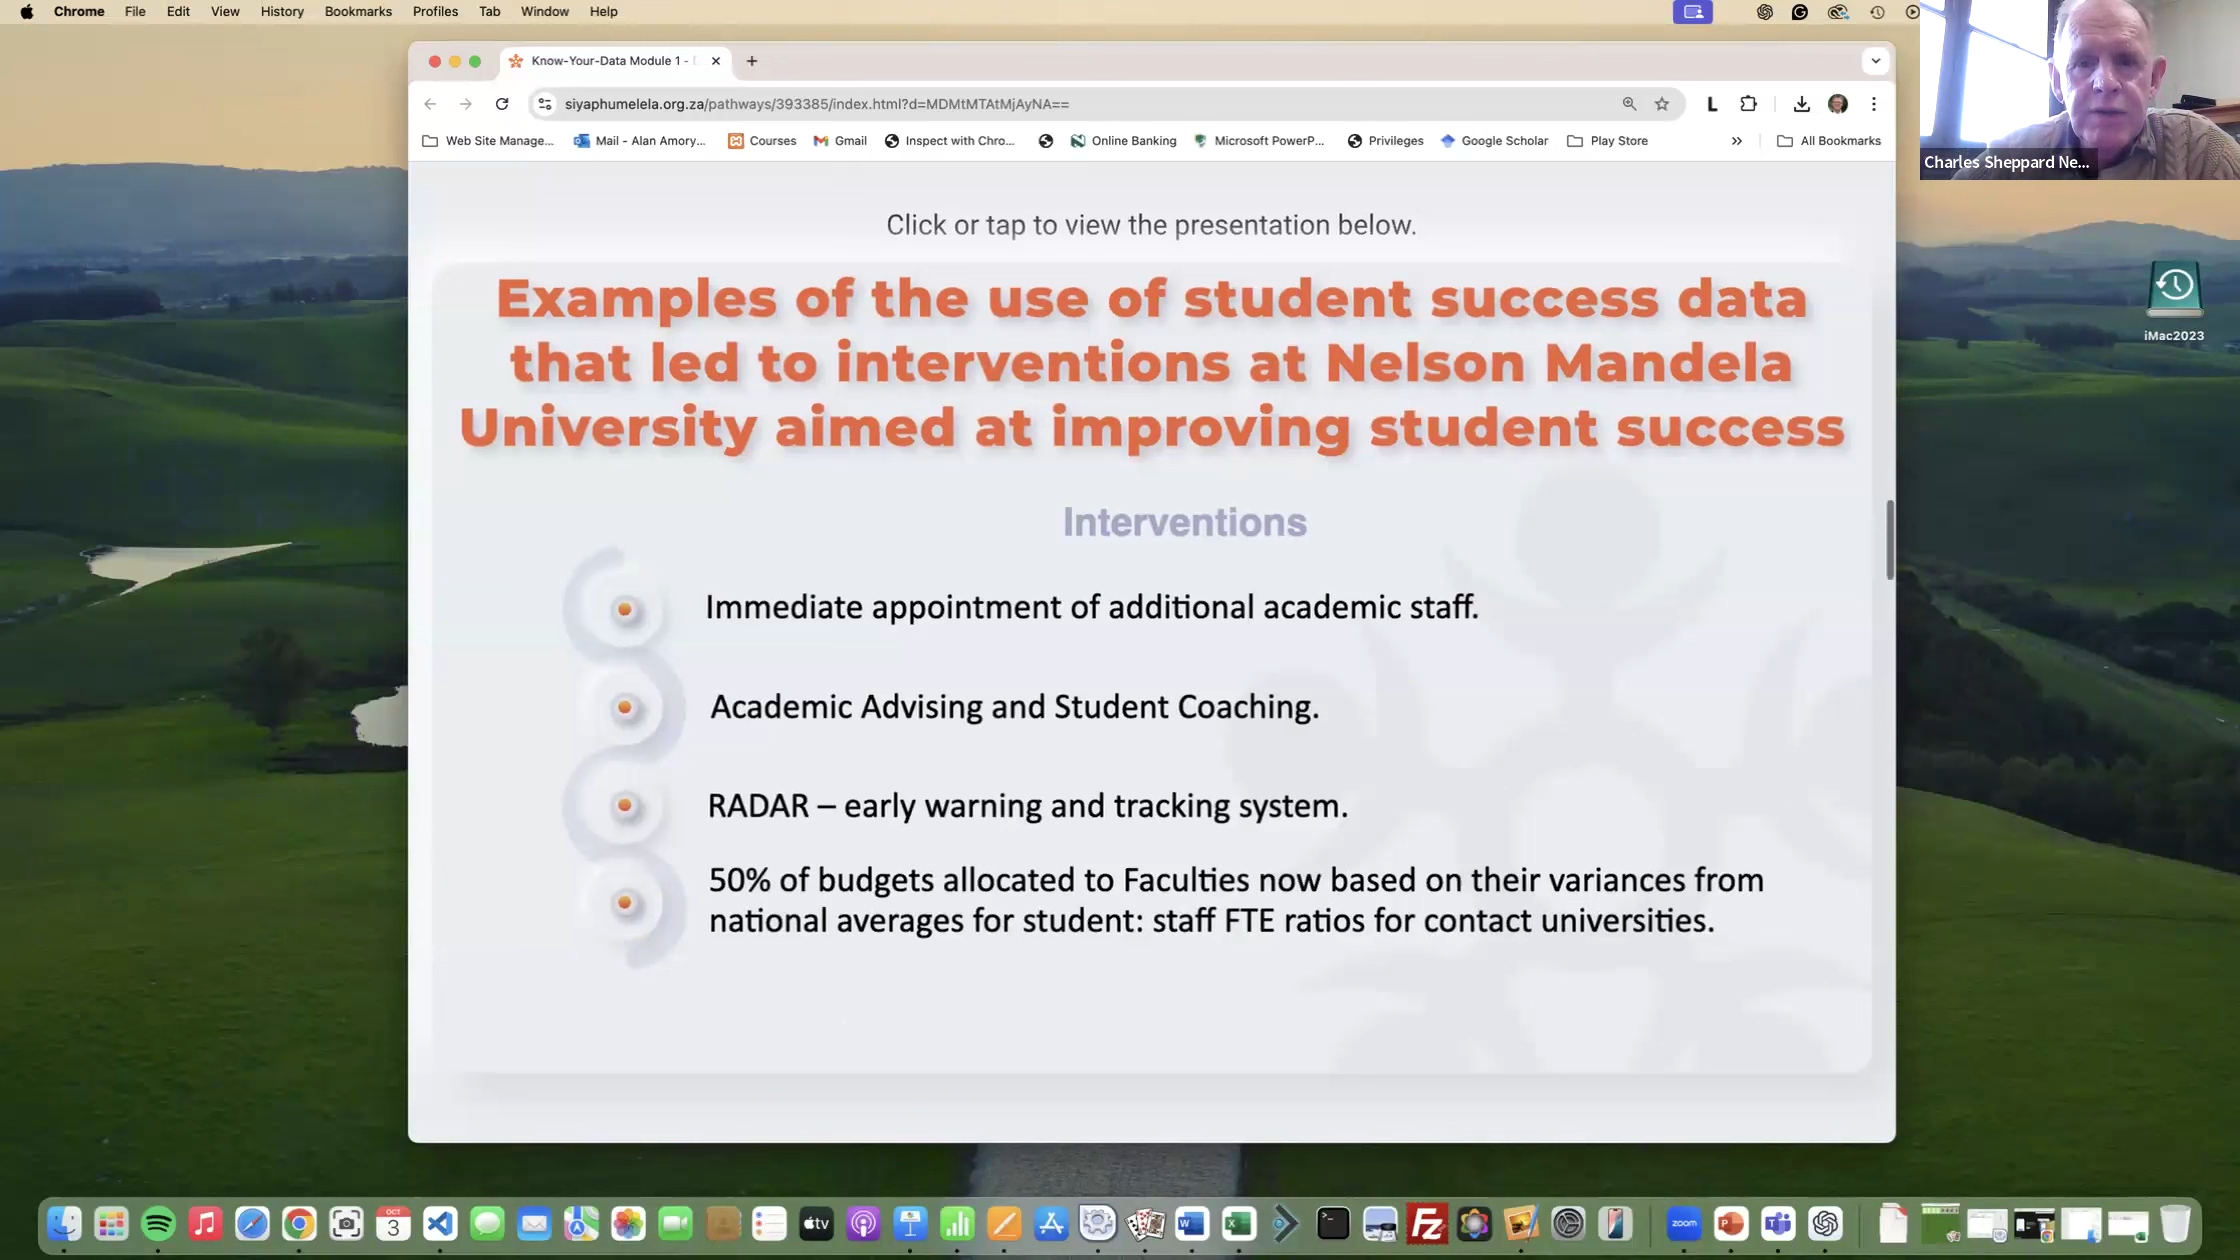 Chrome File Edit View History Bookmarks Profiles Tab Window Help
Know-Your-Data Module 1 -
siyaphumelela.org.za/pathways/393385/index.html?d=MDMtMTAtMjAyNA==
L
Web Site Manage... Mail - Alan Amory... Courses Gmail Inspect with Chro... Online Banking Microsoft PowerP... Privileges Google Scholar Play Store » All Bookmarks
Charles Sheppard Ne...
Click or tap to view the presentation below.
Examples of the use of student success data
that led to interventions at Nelson Mandela
University aimed at improving student success
iMac2023
Interventions
Immediate appointment of additional academic staff.
Academic Advising and Student Coaching.
RADAR – early warning and tracking system.
50% of budgets allocated to Faculties now based on their variances from
national averages for student: staff FTE ratios for contact universities.
OCT
3
tv
W
X
Fz
zoom
P
T